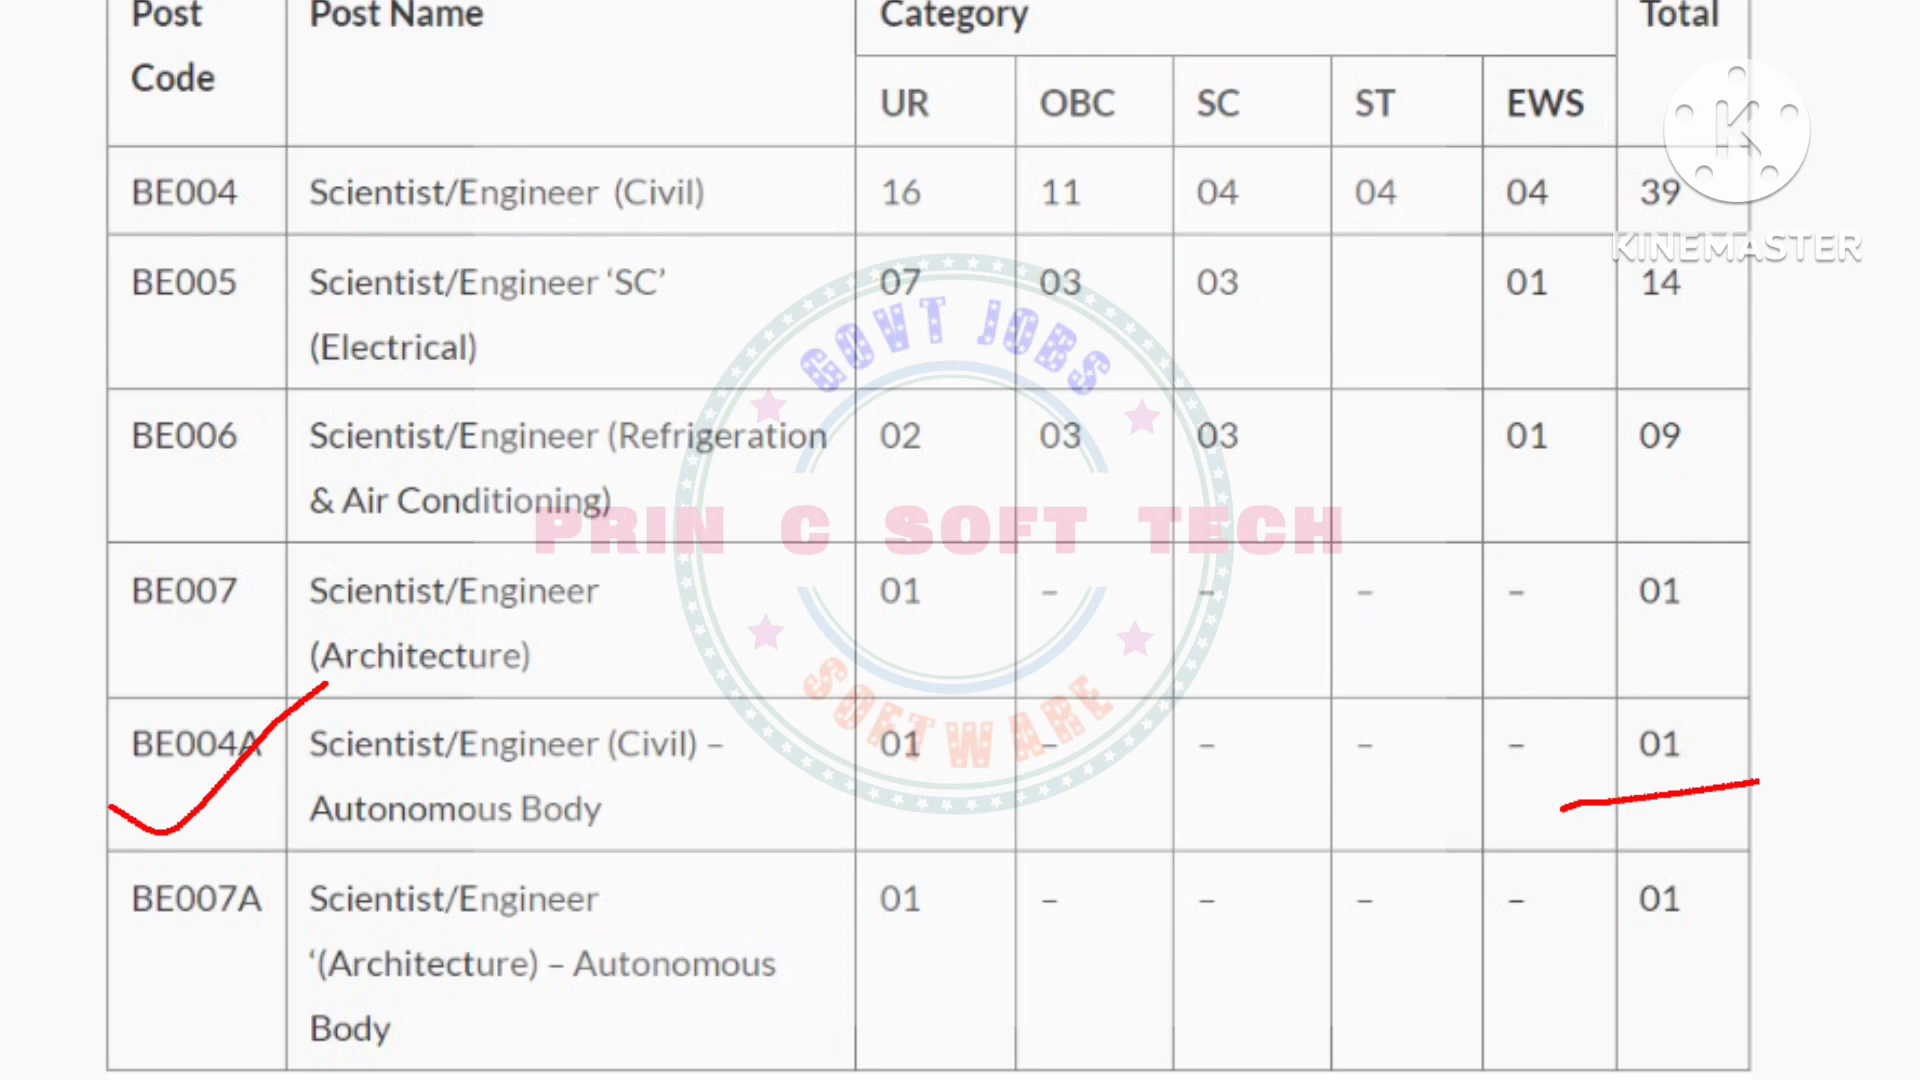 Post Post Name Category Total
Code
UR OBC SC ST EWS
BE004 Scientist/Engineer (Civil) 16 11 04 04 04 39
KINEMASTER
BE005 Scientist/Engineer ‘SC’ 07 03 03 01 14
(Electrical)
GOVT JOBS
BE006 Scientist/Engineer (Refrigeration 02 03 03 01 09
& Air Conditioning)
PRIN C SOFT TECH
BE007 Scientist/Engineer 01 – – – – 01
(Architecture)
SOFTWARE
BE004A Scientist/Engineer (Civil) – 01 – – – – 01
Autonomous Body
BE007A Scientist/Engineer 01 – – – – 01
‘(Architecture) – Autonomous
Body